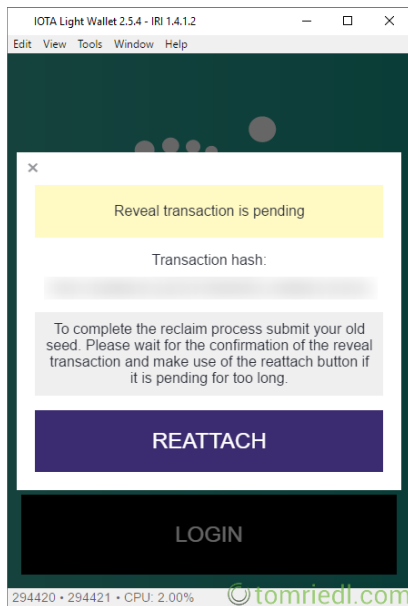 IOTA Light Wallet 2.5.4 - IRI 1.4.1.2
Edit View Tools Window Help
×
Reveal transaction is pending
Transaction hash:
To complete the reclaim process submit your old
seed. Please wait for the confirmation of the reveal
transaction and make use of the reattach button if
it is pending for too long.
REATTACH
LOGIN
294420 • 294421 • CPU: 2.00%
tomriedl.com